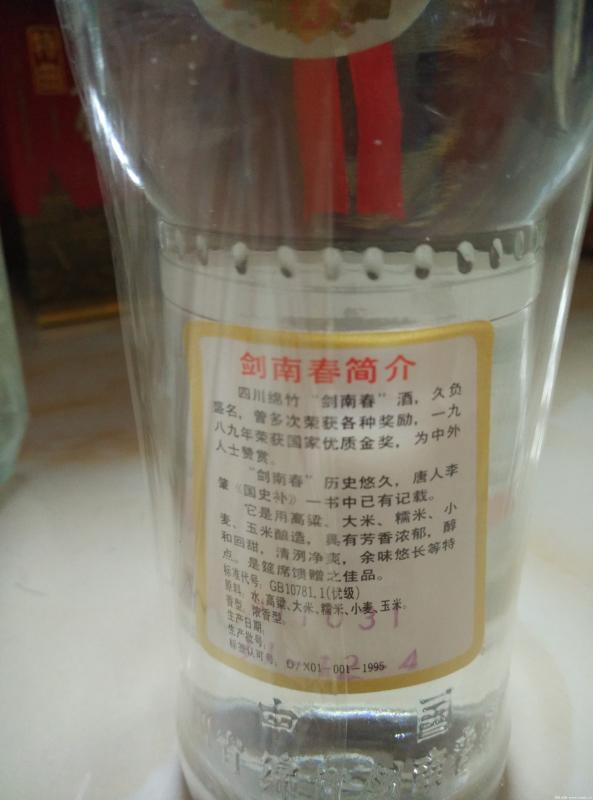 剑南春简介
四川绵竹“剑南春”酒，久负
盛名，曾多次荣获各种奖励，一九
八九年荣获国家优质金奖，为中外
人士赞赏。
“剑南春”历史悠久，唐人李
肇《国史补》一书中已有记载。
它是用高粱、大米、糯米、小
麦、玉米酿造，具有芳香浓郁，醇
和回甜，清洌净爽，余味悠长等特
点。是筵席馈赠之佳品。
标准代号：GB10781.1(优级)
原料：水、高粱、大米、糯米、小麦、玉米。
香型：浓香型
生产日期：
生产批号：
标准认可号：
X01-001-1995
中国